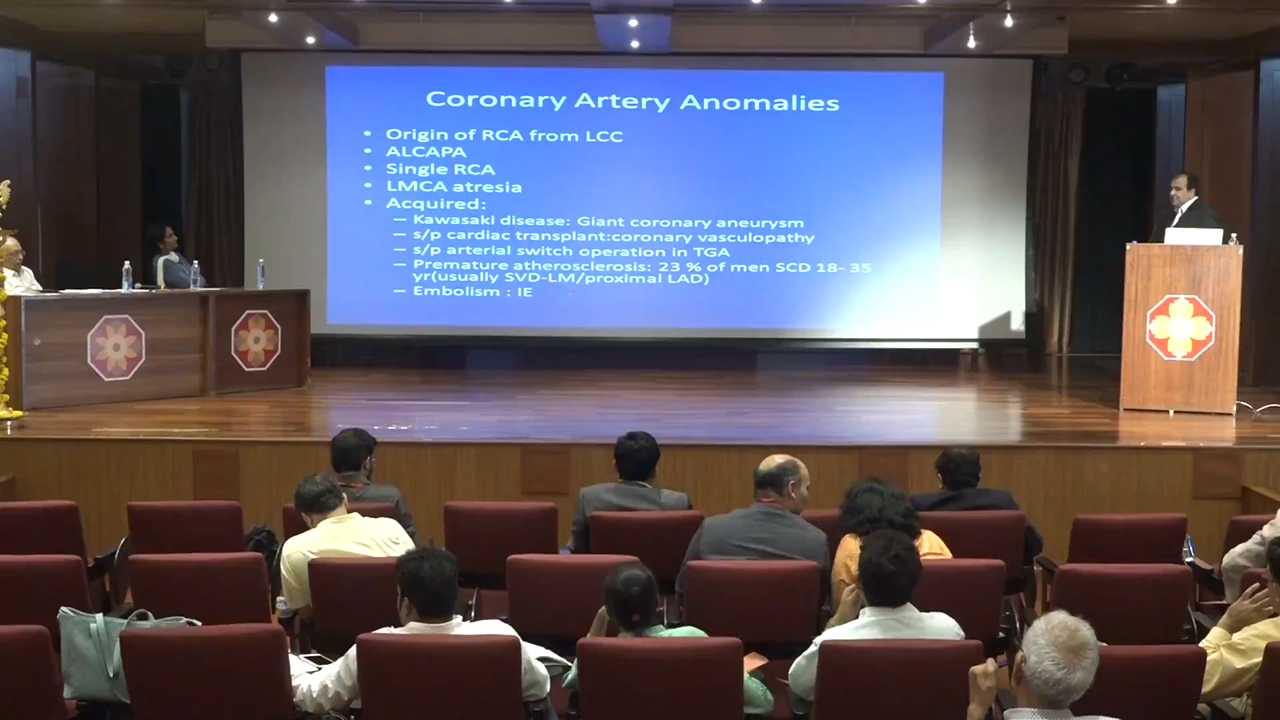 Coronary Artery Anomalies
• Origin of RCA from LCC
• ALCAPA
• Single RCA
• LMCA atresia
• Acquired:
– Kawasaki disease: Giant coronary aneurysm
– s/p cardiac transplant:coronary vasculopathy
– s/p arterial switch operation in TGA
– Premature atherosclerosis: 23 % of men SCD 18- 35
yr(usually SVD-LM/proximal LAD)
– Embolism : IE